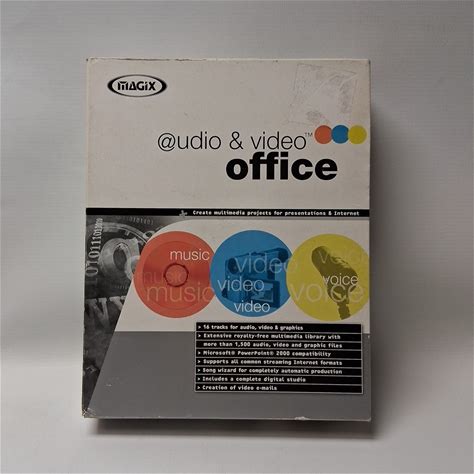 MAGIX
@udio & video™
office
Create multimedia projects for presentations & Internet
music
music
video
video
video
voice
voice
voice
> 16 tracks for audio, video & graphics
> Extensive royalty-free multimedia library with
more than 1,500 audio, video and graphic files
> Microsoft® PowerPoint® 2000 compatibility
> Supports all common streaming Internet formats
> Song wizard for completely automatic production
> Includes a complete digital studio
> Creation of video e-mails